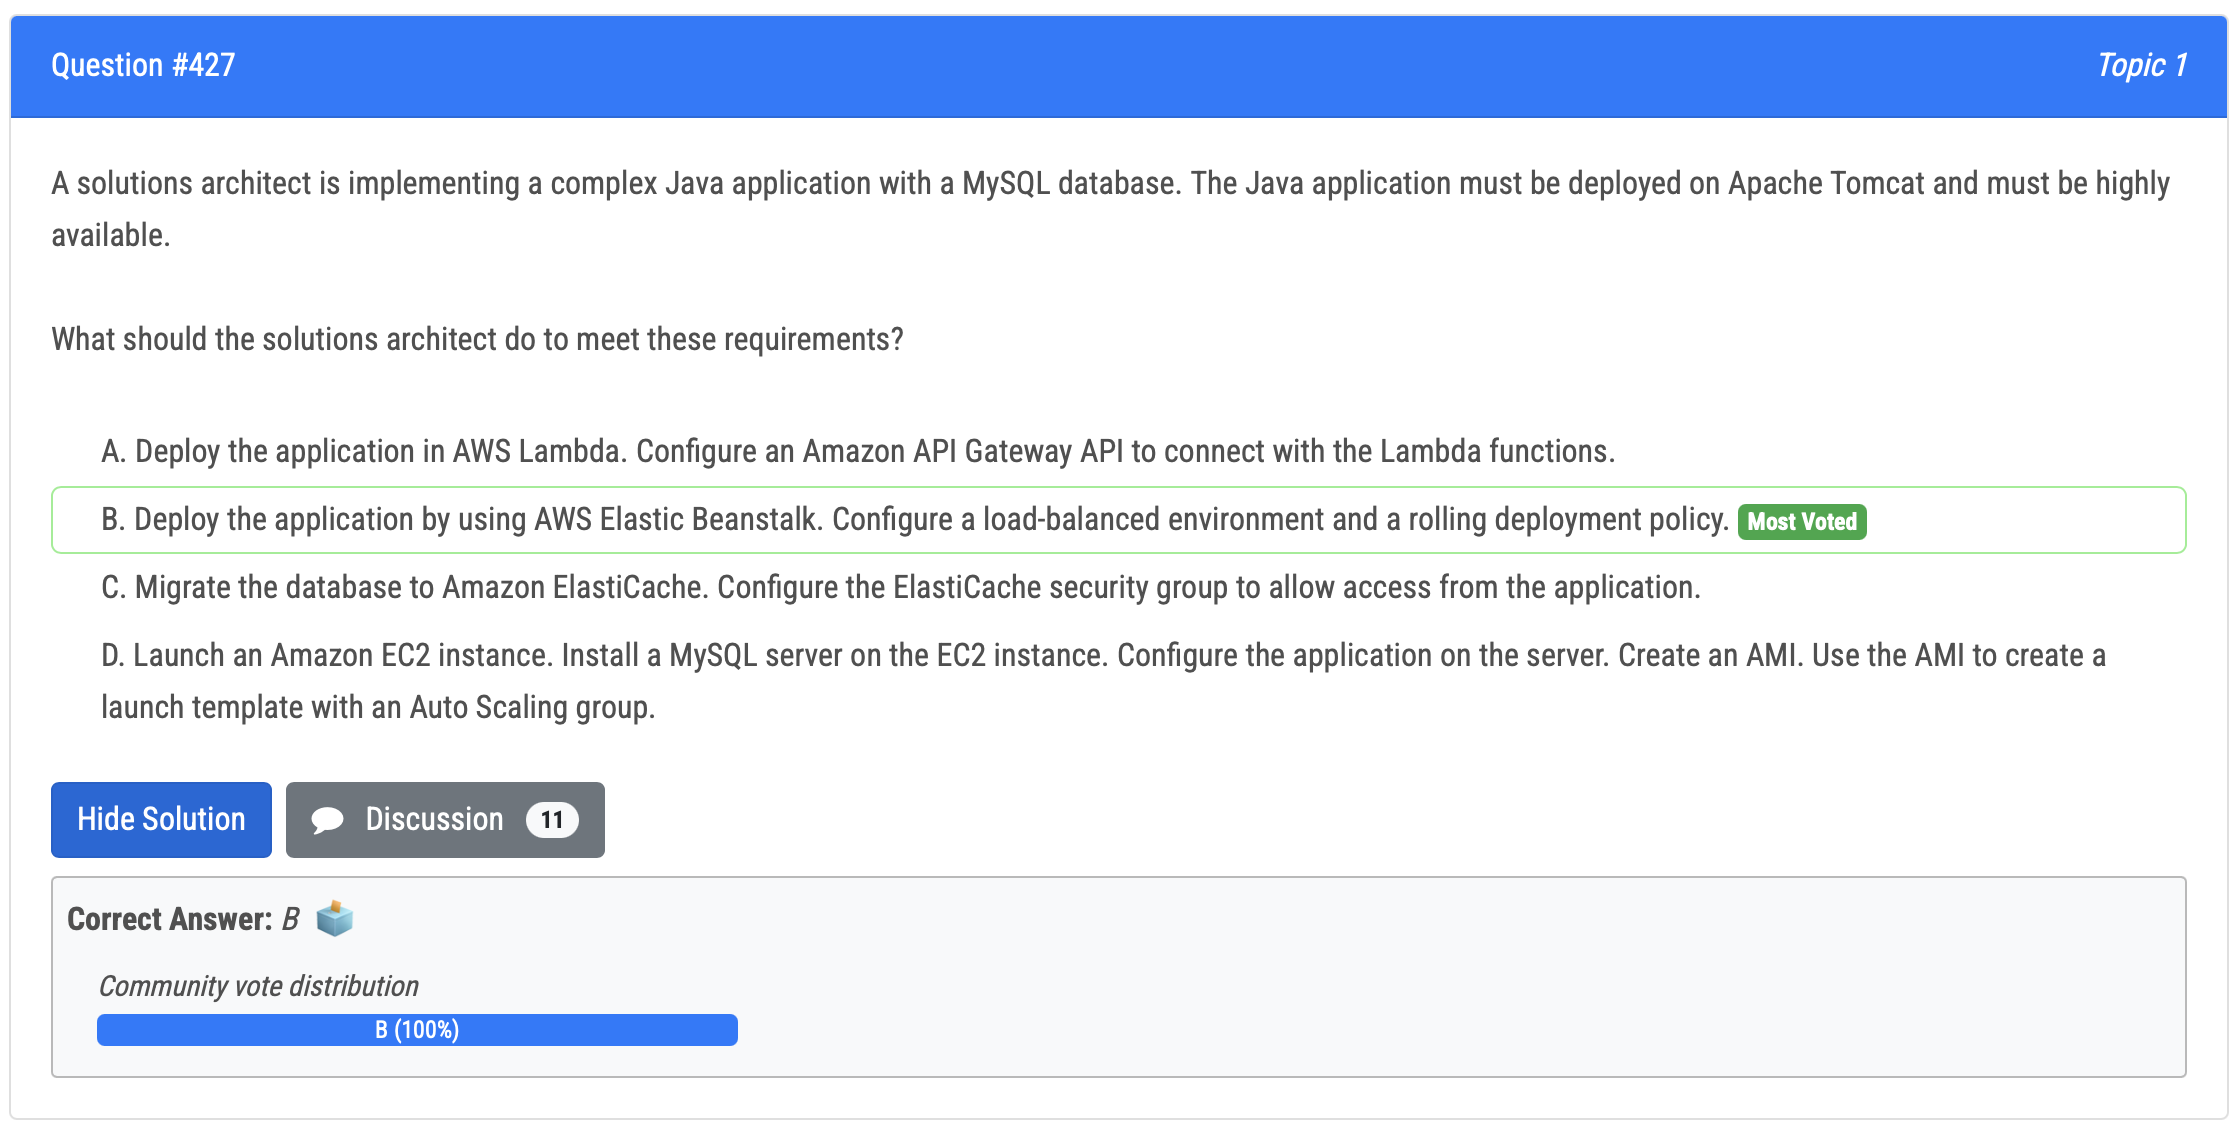 Question #427
Topic 1
A solutions architect is implementing a complex Java application with a MySQL database. The Java application must be deployed on Apache Tomcat and must be highly
available.
What should the solutions architect do to meet these requirements?
A. Deploy the application in AWS Lambda. Configure an Amazon API Gateway API to connect with the Lambda functions.
B. Deploy the application by using AWS Elastic Beanstalk. Configure a load-balanced environment and a rolling deployment policy. Most Voted
C. Migrate the database to Amazon ElastiCache. Configure the ElastiCache security group to allow access from the application.
D. Launch an Amazon EC2 instance. Install a MySQL server on the EC2 instance. Configure the application on the server. Create an AMI. Use the AMI to create a
launch template with an Auto Scaling group.
Hide Solution
Discussion 11
Correct Answer: B
Community vote distribution
B (100%)